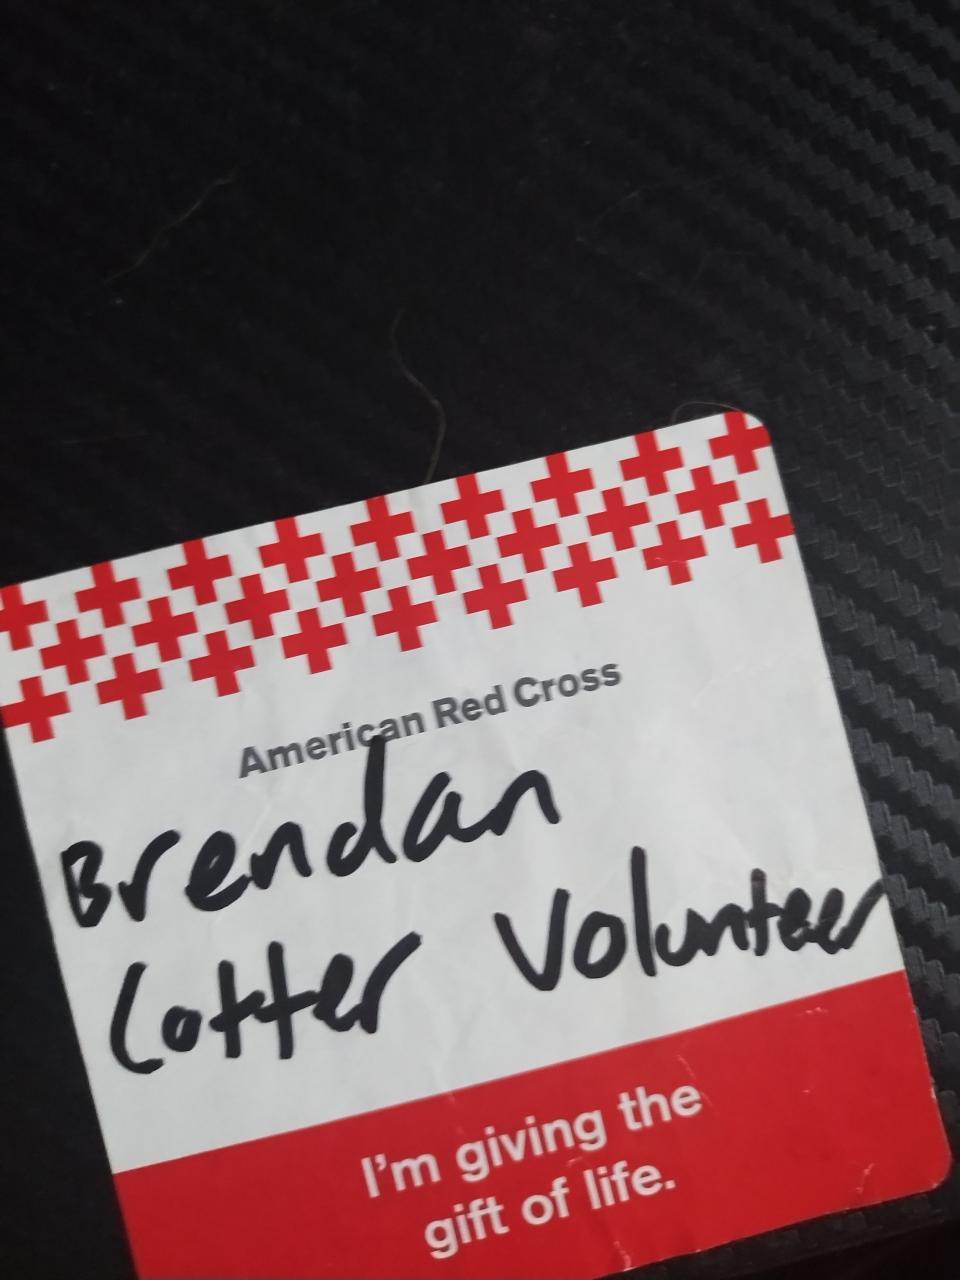 American Red Cross
Brendan
Cotter Volunteer
I'm giving the
gift of life.